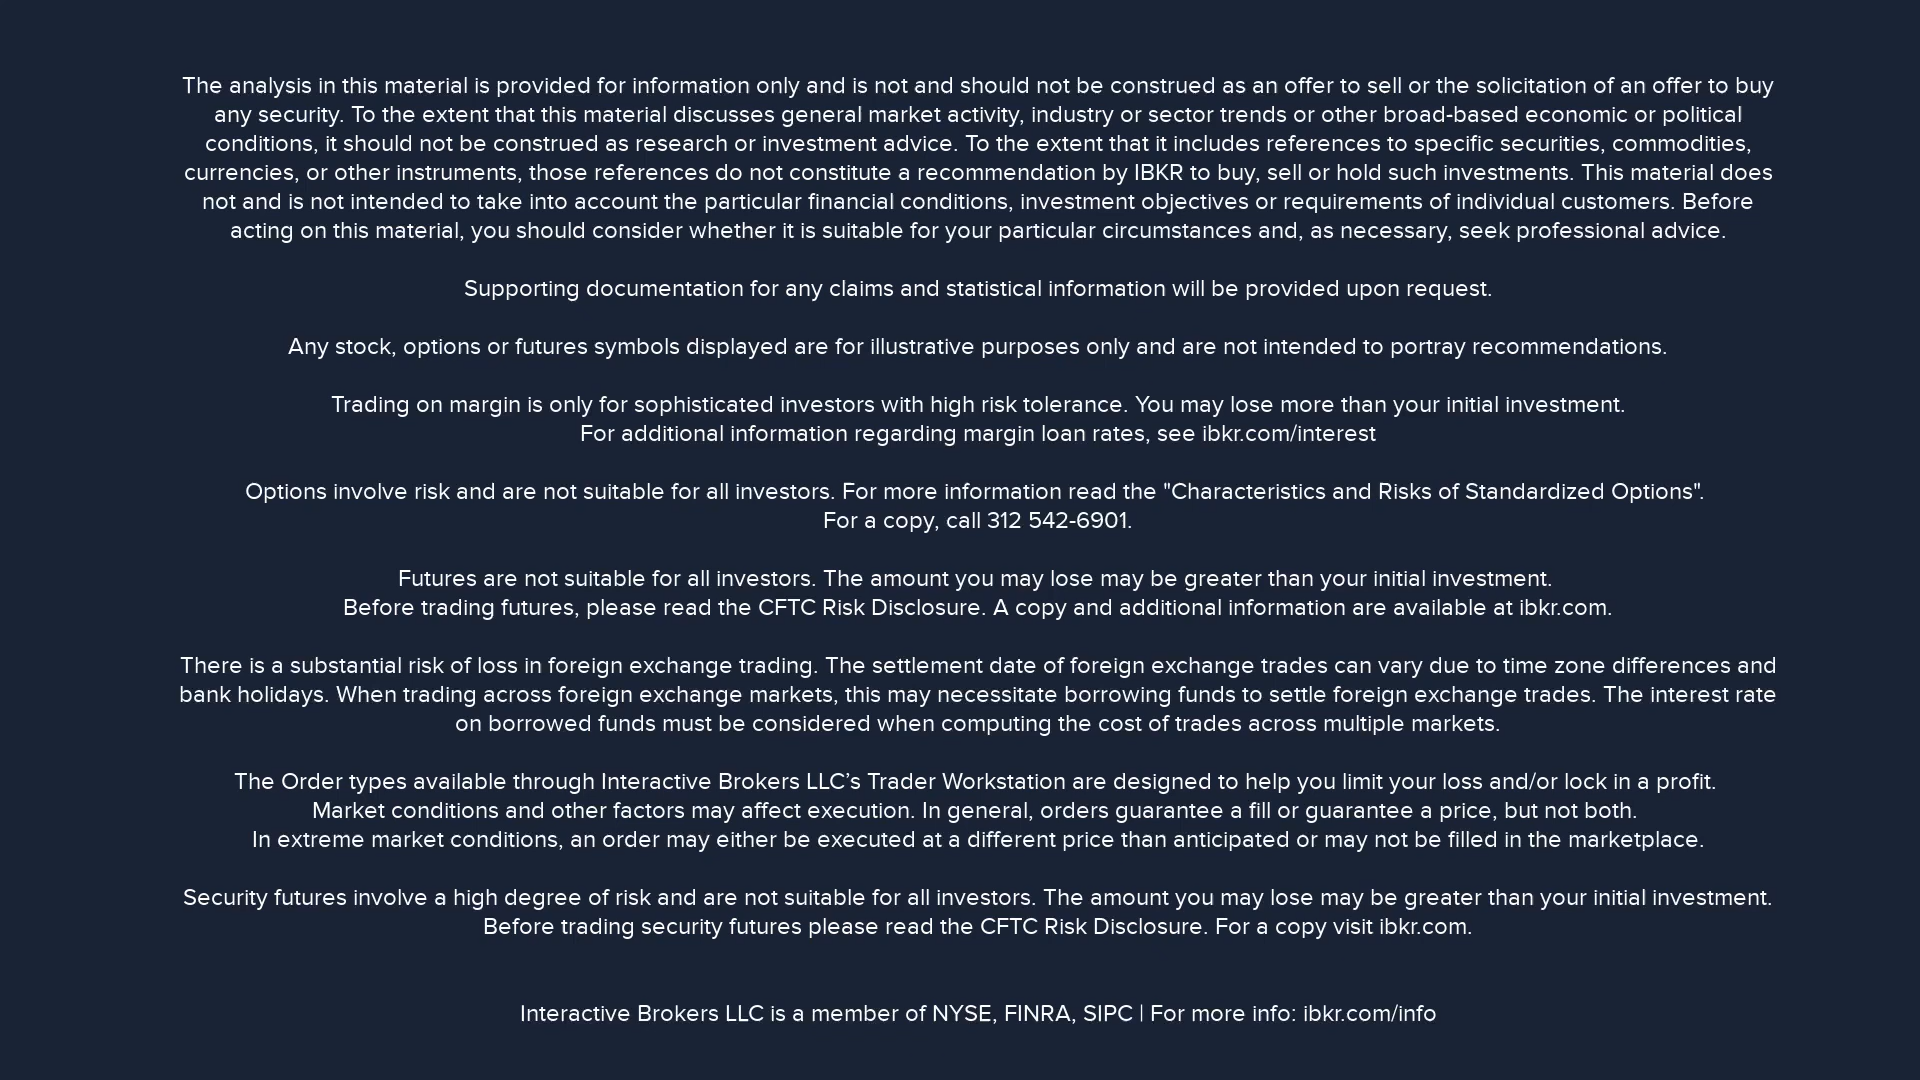 The analysis in this material is provided for information only and is not and should not be construed as an offer to sell or the solicitation of an offer to buy
any security. To the extent that this material discusses general market activity, industry or sector trends or other broad-based economic or political
conditions, it should not be construed as research or investment advice. To the extent that it includes references to specific securities, commodities,
currencies, or other instruments, those references do not constitute a recommendation by IBKR to buy, sell or hold such investments. This material does
not and is not intended to take into account the particular financial conditions, investment objectives or requirements of individual customers. Before
acting on this material, you should consider whether it is suitable for your particular circumstances and, as necessary, seek professional advice.
Supporting documentation for any claims and statistical information will be provided upon request.
Any stock, options or futures symbols displayed are for illustrative purposes only and are not intended to portray recommendations.
Trading on margin is only for sophisticated investors with high risk tolerance. You may lose more than your initial investment.
For additional information regarding margin loan rates, see ibkr.com/interest
Options involve risk and are not suitable for all investors. For more information read the "Characteristics and Risks of Standardized Options".
For a copy, call 312 542-6901.
Futures are not suitable for all investors. The amount you may lose may be greater than your initial investment.
Before trading futures, please read the CFTC Risk Disclosure. A copy and additional information are available at ibkr.com.
There is a substantial risk of loss in foreign exchange trading. The settlement date of foreign exchange trades can vary due to time zone differences and
bank holidays. When trading across foreign exchange markets, this may necessitate borrowing funds to settle foreign exchange trades. The interest rate
on borrowed funds must be considered when computing the cost of trades across multiple markets.
The Order types available through Interactive Brokers LLC’s Trader Workstation are designed to help you limit your loss and/or lock in a profit.
Market conditions and other factors may affect execution. In general, orders guarantee a fill or guarantee a price, but not both.
In extreme market conditions, an order may either be executed at a different price than anticipated or may not be filled in the marketplace.
Security futures involve a high degree of risk and are not suitable for all investors. The amount you may lose may be greater than your initial investment.
Before trading security futures please read the CFTC Risk Disclosure. For a copy visit ibkr.com.
Interactive Brokers LLC is a member of NYSE, FINRA, SIPC | For more info: ibkr.com/info